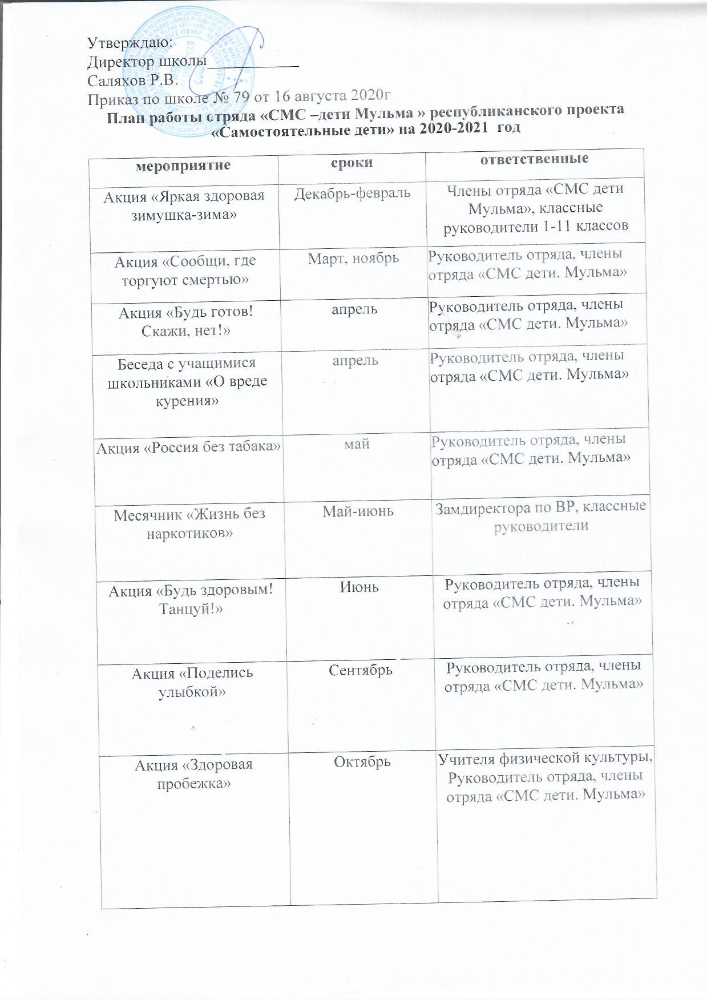 Утверждаю:
Директор школы____________
Саляхов Р.В.
Приказ по школе № 79 от 16 августа 2020г
План работы отряда «СМС –дети Мульма » республиканского проекта
«Самостоятельные дети» на 2020-2021 год
мероприятие сроки ответственные
Акция «Яркая здоровая
зимушка-зима»
Декабрь-февраль
Члены отряда «СМС дети
Мульма», классные
руководители 1-11 классов
Акция «Сообщи, где
торгуют смертью»
Март, ноябрь
Руководитель отряда, члены
отряда «СМС дети. Мульма»
Акция «Будь готов!
Скажи, нет!»
апрель
Руководитель отряда, члены
отряда «СМС дети. Мульма»
Беседа с учащимися
школьниками «О вреде
курения»
апрель
Руководитель отряда, члены
отряда «СМС дети. Мульма»
Акция «Россия без табака»
май
Руководитель отряда, члены
отряда «СМС дети. Мульма»
Месячник «Жизнь без
наркотиков»
Май-июнь
Замдиректора по ВР, классные
руководители
Акция «Будь здоровым!
Танцуй!»
Июнь
Руководитель отряда, члены
отряда «СМС дети. Мульма»
Акция «Поделись
улыбкой»
Сентябрь
Руководитель отряда, члены
отряда «СМС дети. Мульма»
Акция «Здоровая
пробежка»
Октябрь
Учителя физической культуры,
Руководитель отряда, члены
отряда «СМС дети. Мульма»